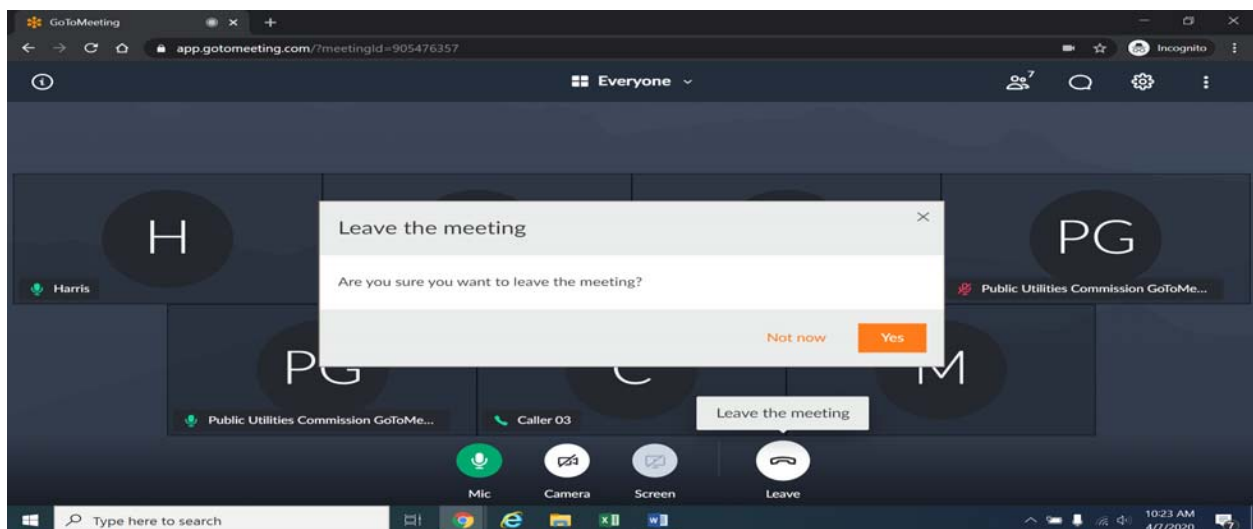 GoToMeeting
app.gotomeeting.com/?meetingId=905476357
Incognito
Everyone
7
H
PG
Harris
Public Utilities Commission GoToMe...
Leave the meeting
Are you sure you want to leave the meeting?
Not now
Yes
PG
C
M
Public Utilities Commission GoToMe...
Caller 03
Leave the meeting
Mic
Camera
Screen
Leave
Type here to search
10:23 AM
4/7/2020